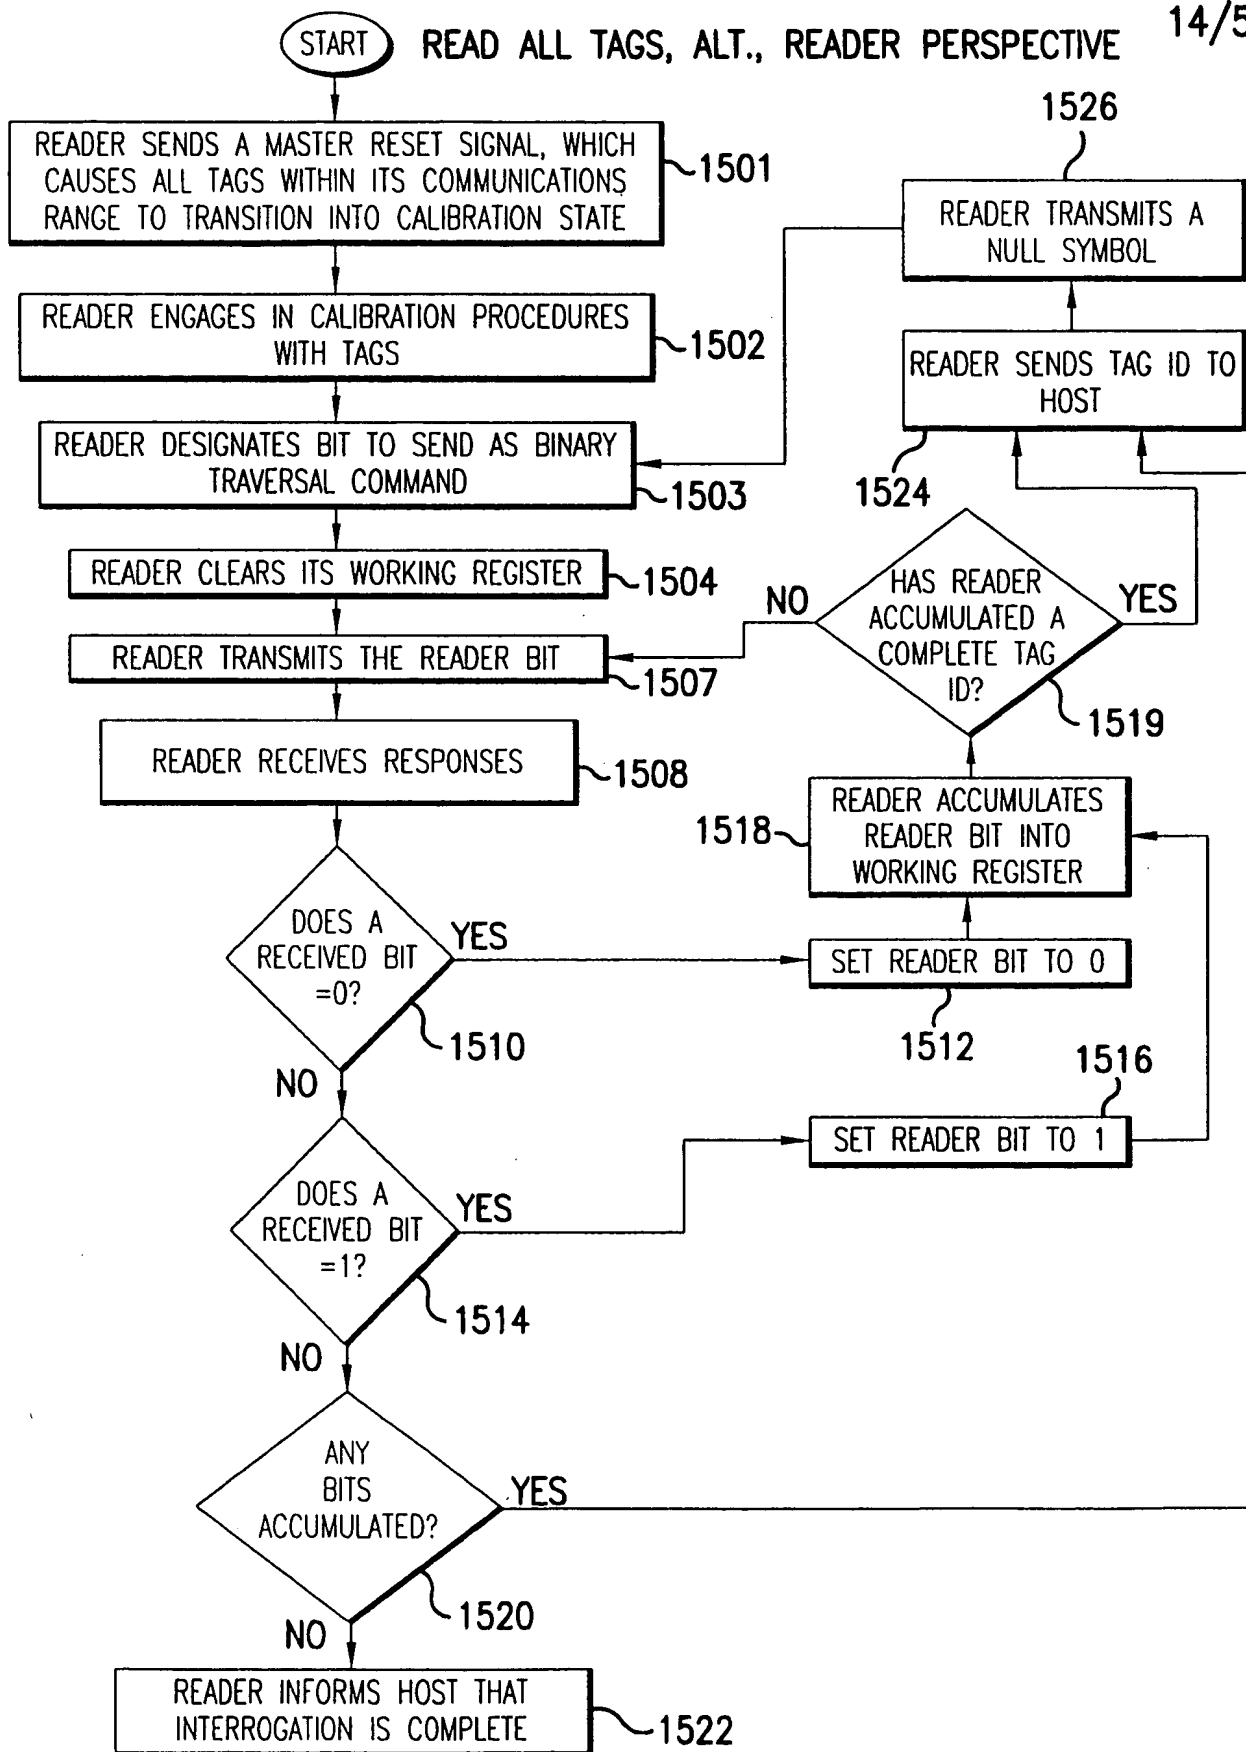 START
READ ALL TAGS, ALT., READER PERSPECTIVE
14/5
READER SENDS A MASTER RESET SIGNAL, WHICH
CAUSES ALL TAGS WITHIN ITS COMMUNICATIONS
RANGE TO TRANSITION INTO CALIBRATION STATE
1501
READER ENGAGES IN CALIBRATION PROCEDURES
WITH TAGS
1502
READER DESIGNATES BIT TO SEND AS BINARY
TRAVERSAL COMMAND
1503
READER CLEARS ITS WORKING REGISTER
1504
READER TRANSMITS THE READER BIT
1507
READER RECEIVES RESPONSES
1508
DOES A
RECEIVED BIT
=0?
YES
1510
NO
DOES A
RECEIVED BIT
=1?
YES
1514
NO
ANY
BITS
ACCUMULATED?
YES
1520
NO
READER INFORMS HOST THAT
INTERROGATION IS COMPLETE
1522
1526
READER TRANSMITS A
NULL SYMBOL
READER SENDS TAG ID TO
HOST
1524
HAS READER
ACCUMULATED A
COMPLETE TAG
ID?
NO
YES
1519
READER ACCUMULATES
READER BIT INTO
WORKING REGISTER
1518
SET READER BIT TO 0
1512
1516
SET READER BIT TO 1